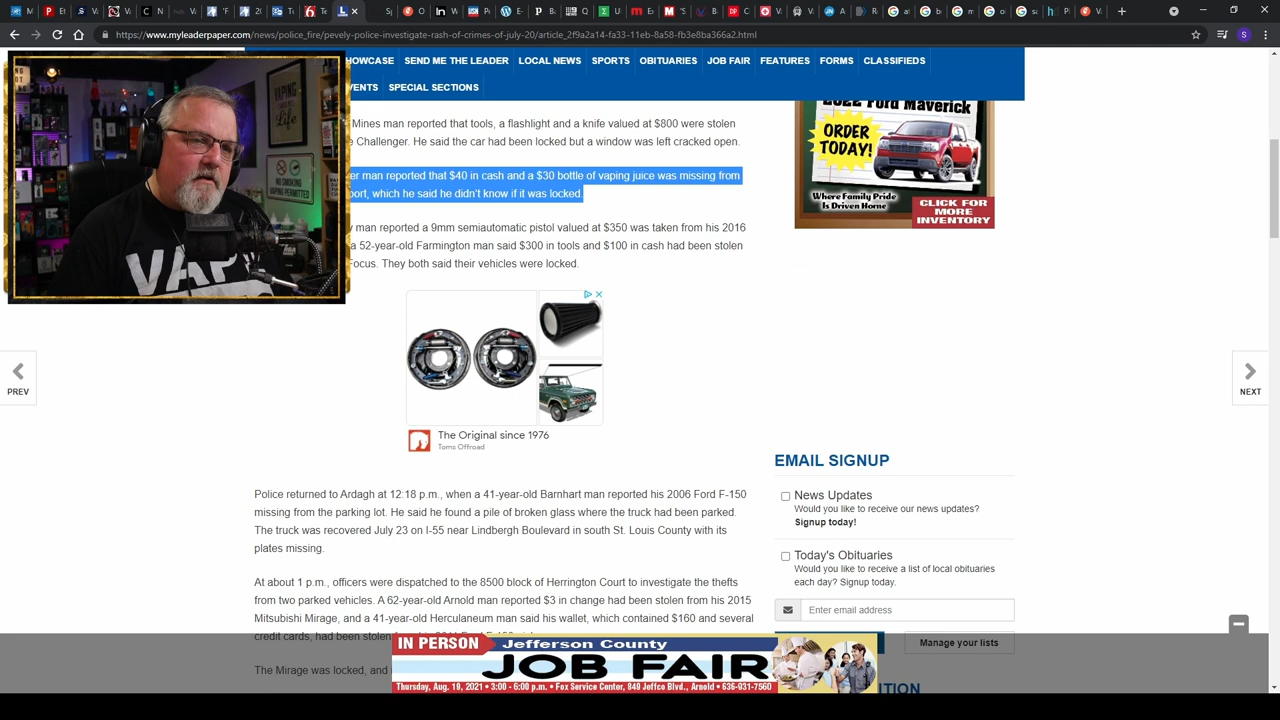 https://www.myleaderpaper.com/news/police_fire/pevely-police-investigate-rash-of-crimes-of-july-20/article_2f9a2a14-fa33-11eb-8a58-fb3e8ba366a2.html
SEND ME THE LEADER LOCAL NEWS SPORTS OBITUARIES JOB FAIR FEATURES FORMS CLASSIFIEDS
SPECIAL SECTIONS
Mines man reported that tools, a flashlight and a knife valued at $800 were stolen
Challenger. He said the car had been locked but a window was left cracked open.
man reported that $40 in cash and a $30 bottle of vaping juice was missing from
which he said he didn't know if it was locked.
man reported a 9mm semiautomatic pistol valued at $350 was taken from his 2016
a 52-year-old Farmington man said $300 in tools and $100 in cash had been stolen
Focus. They both said their vehicles were locked.
The Original since 1976
Toms Offroad
Police returned to Ardagh at 12:18 p.m., when a 41-year-old Barnhart man reported his 2006 Ford F-150
missing from the parking lot. He said he found a pile of broken glass where the truck had been parked.
The truck was recovered July 23 on I-55 near Lindbergh Boulevard in south St. Louis County with its
plates missing.
At about 1 p.m., officers were dispatched to the 8500 block of Herrington Court to investigate the thefts
from two parked vehicles. A 62-year-old Arnold man reported $3 in change had been stolen from his 2015
Mitsubishi Mirage, and a 41-year-old Herculaneum man said his wallet, which contained $160 and several
credit cards, had been stolen
The Mirage was locked, and
2022 Ford Maverick
ORDER
TODAY!
Where Family Pride
Is Driven Home
CLICK FOR
MORE
INVENTORY
PREV
NEXT
EMAIL SIGNUP
News Updates
Would you like to receive our news updates?
Signup today!
Today's Obituaries
Would you like to receive a list of local obituaries
each day? Signup today.
Enter email address
Manage your lists
IN PERSON
Jefferson County
JOB FAIR
Thursday, Aug. 19, 2021 • 3:00 - 6:00 p.m. • Fox Service Center, 849 Jeffco Blvd., Arnold • 636-931-7560
VAPING
Life
NO SMOKING
VAPING PERMITTED
VAP